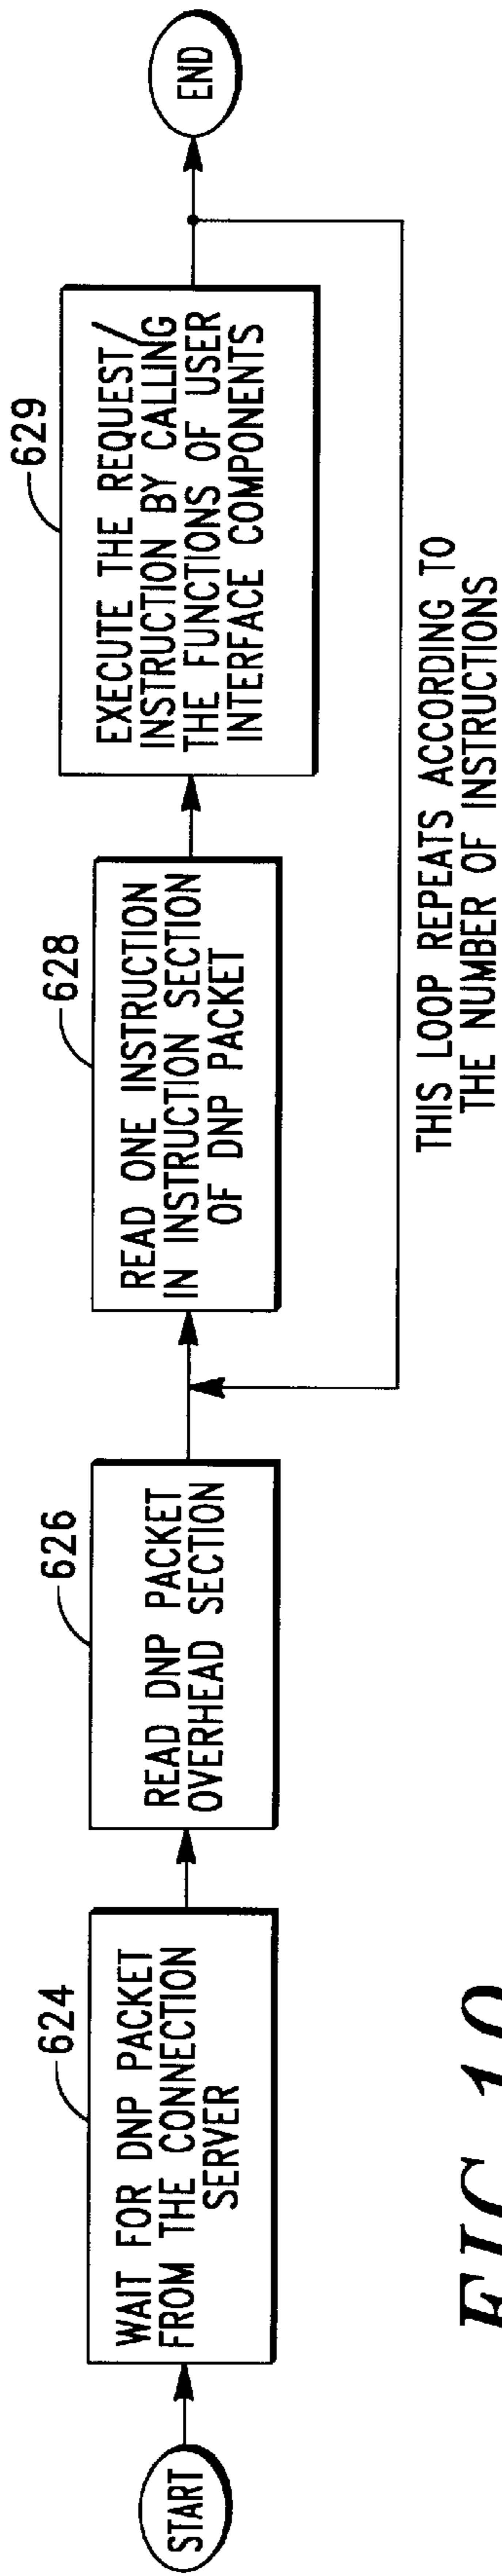 START
624
WAIT FOR DNP PACKET
FROM THE CONNECTION
SERVER
626
READ DNP PACKET
OVERHEAD SECTION
628
READ ONE INSTRUCTION
IN INSTRUCTION SECTION
OF DNP PACKET
629
EXECUTE THE REQUEST/
INSTRUCTION BY CALLING
THE FUNCTIONS OF USER
INTERFACE COMPONENTS
END
THIS LOOP REPEATS ACCORDING TO
THE NUMBER OF INSTRUCTIONS
FIG.10